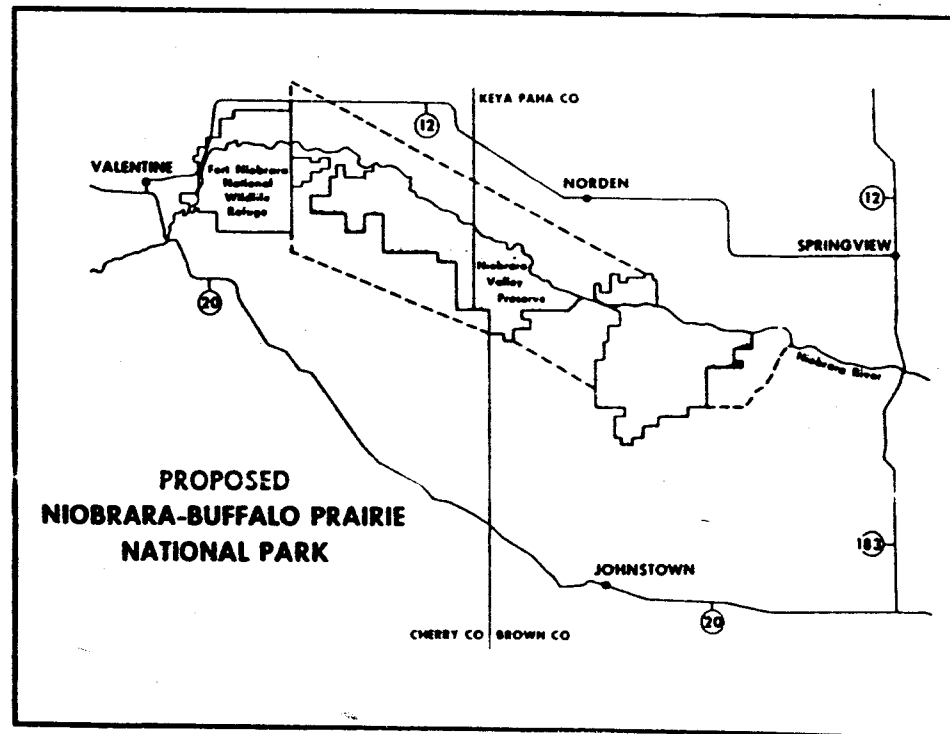 KEYA PAHA CO
12
VALENTINE
Fort Niobrara
National
Wildlife
Refuge
NORDEN
12
SPRINGVIEW
Niobrara
Valley
Preserve
20
Niobrara River
PROPOSED
NIOBRARA-BUFFALO PRAIRIE
NATIONAL PARK
183
JOHNSTOWN
20
CHERRY CO
BROWN CO